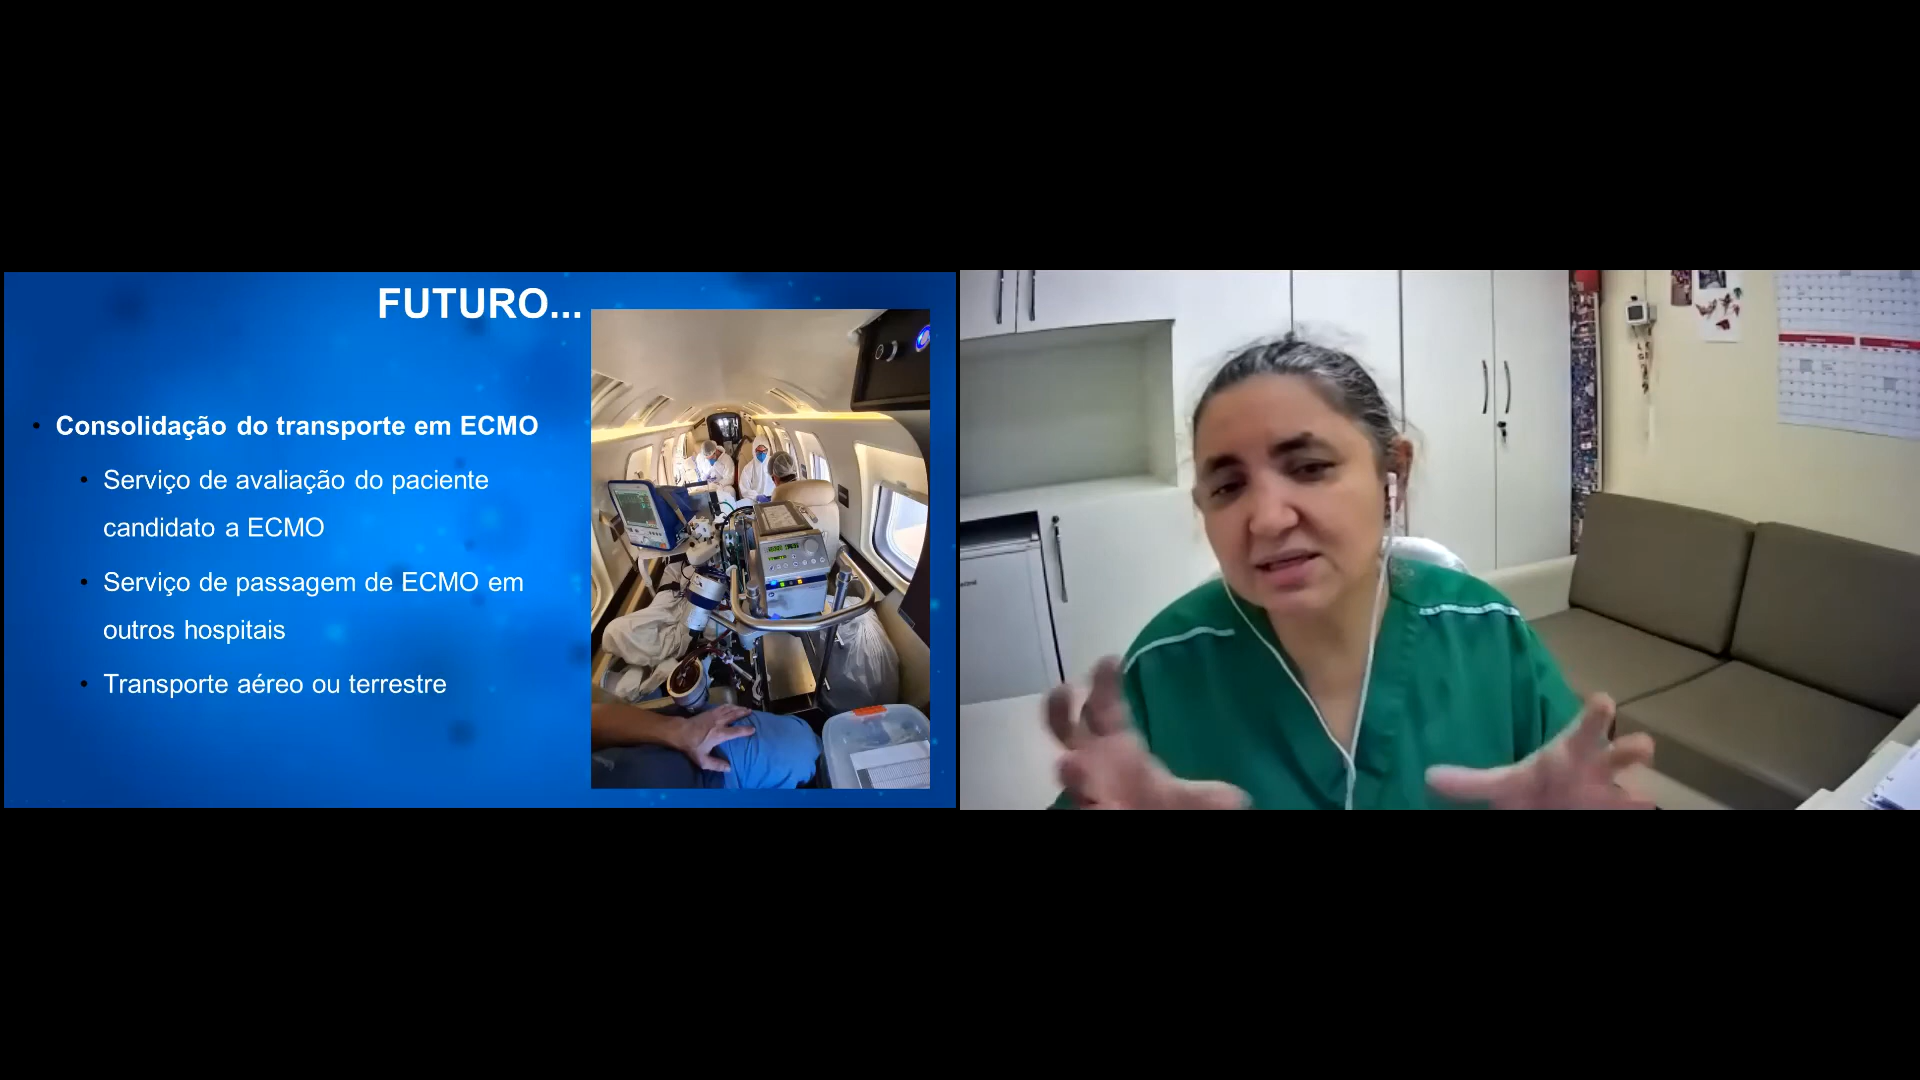 FUTURO...
• Consolidação do transporte em ECMO
• Serviço de avaliação do paciente
candidato a ECMO
• Serviço de passagem de ECMO em
outros hospitais
• Transporte aéreo ou terrestre